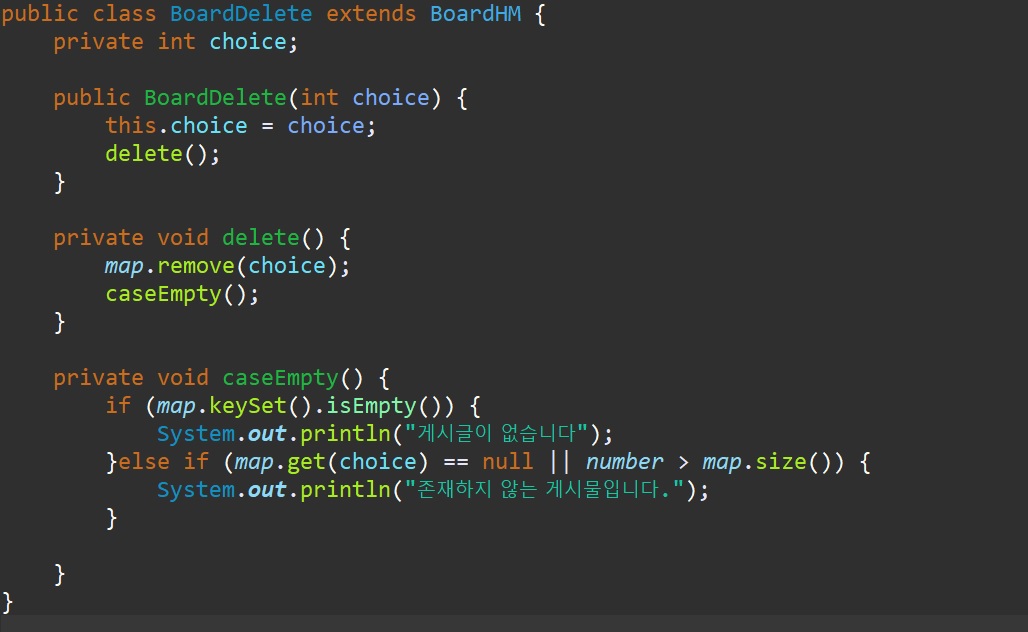 public class BoardDelete extends BoardHM {
    private int choice;
    public BoardDelete(int choice) {
        this.choice = choice;
        delete();
    }
    private void delete() {
        map.remove(choice);
        caseEmpty();
    }
    private void caseEmpty() {
        if (map.keySet().isEmpty()) {
            System.out.println("게시글이 없습니다");
        }else if (map.get(choice) == null || number > map.size()) {
            System.out.println("존재하지 않는 게시물입니다.");
        }
    }
}